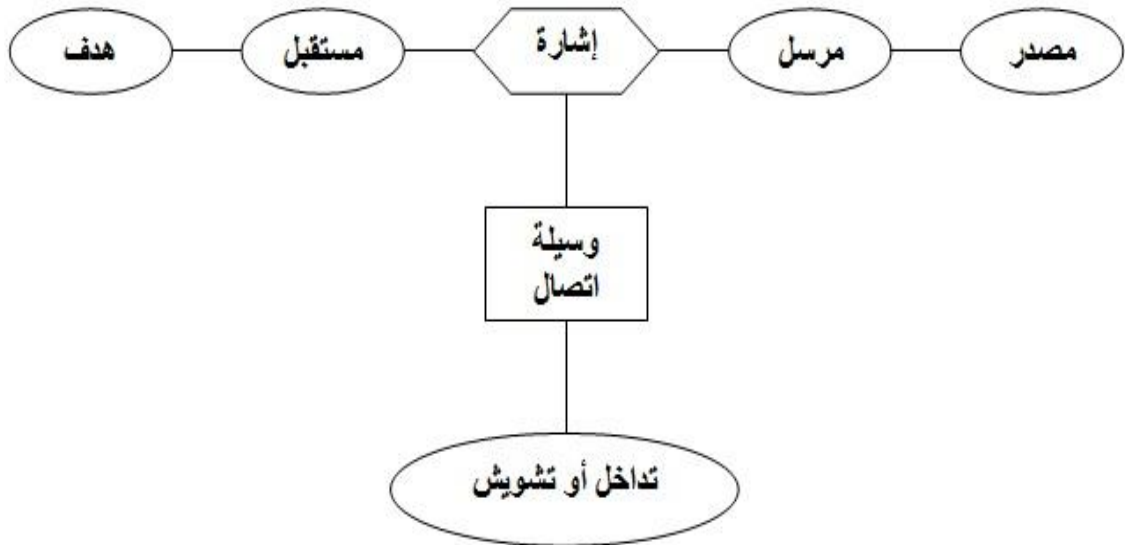 مصدر
مرسل
إشارة
مستقبل
هدف
وسيلة
اتصال
تداخل أو تشويش